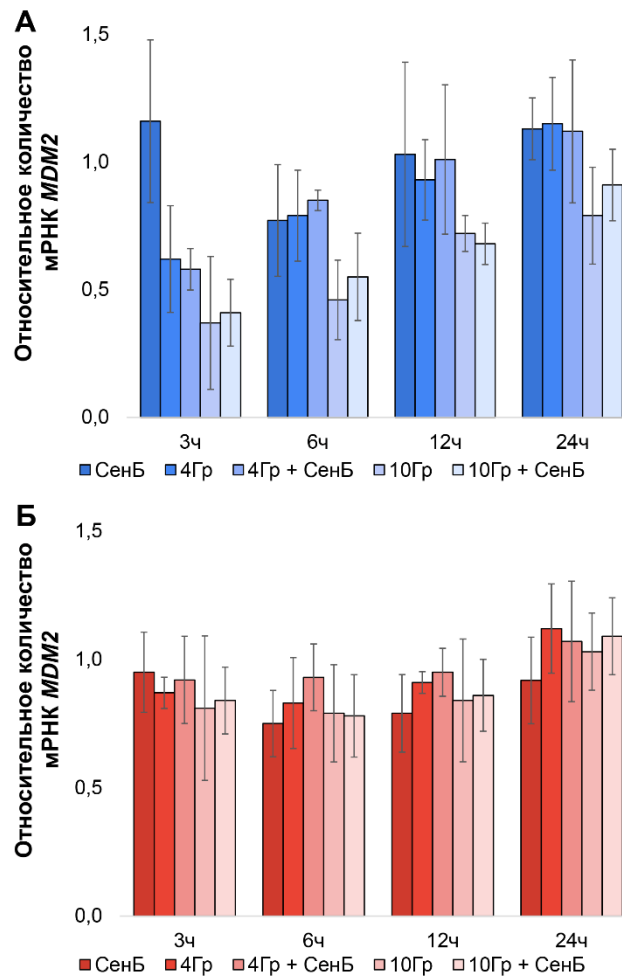 А
Относительное количество
мРНК MDM2
1,5
1,0
0,5
0,0
3ч 6ч 12ч 24ч
СенБ 4Гр 4Гр + СенБ 10Гр 10Гр + СенБ
Б
Относительное количество
мРНК MDM2
1,5
1,0
0,5
0,0
3ч 6ч 12ч 24ч
СенБ 4Гр 4Гр + СенБ 10Гр 10Гр + СенБ